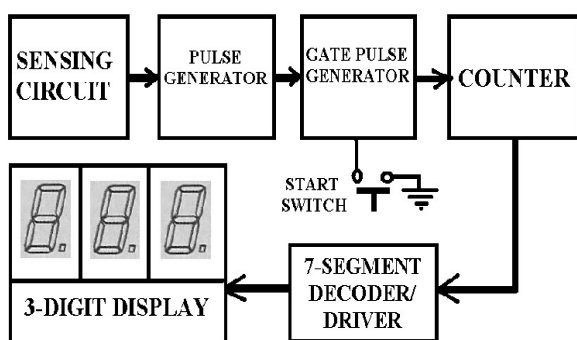 SENSING
CIRCUIT
PULSE
GENERATOR
GATE PULSE
GENERATOR
COUNTER
START
SWITCH
7-SEGMENT
DECODER/
DRIVER
3-DIGIT DISPLAY